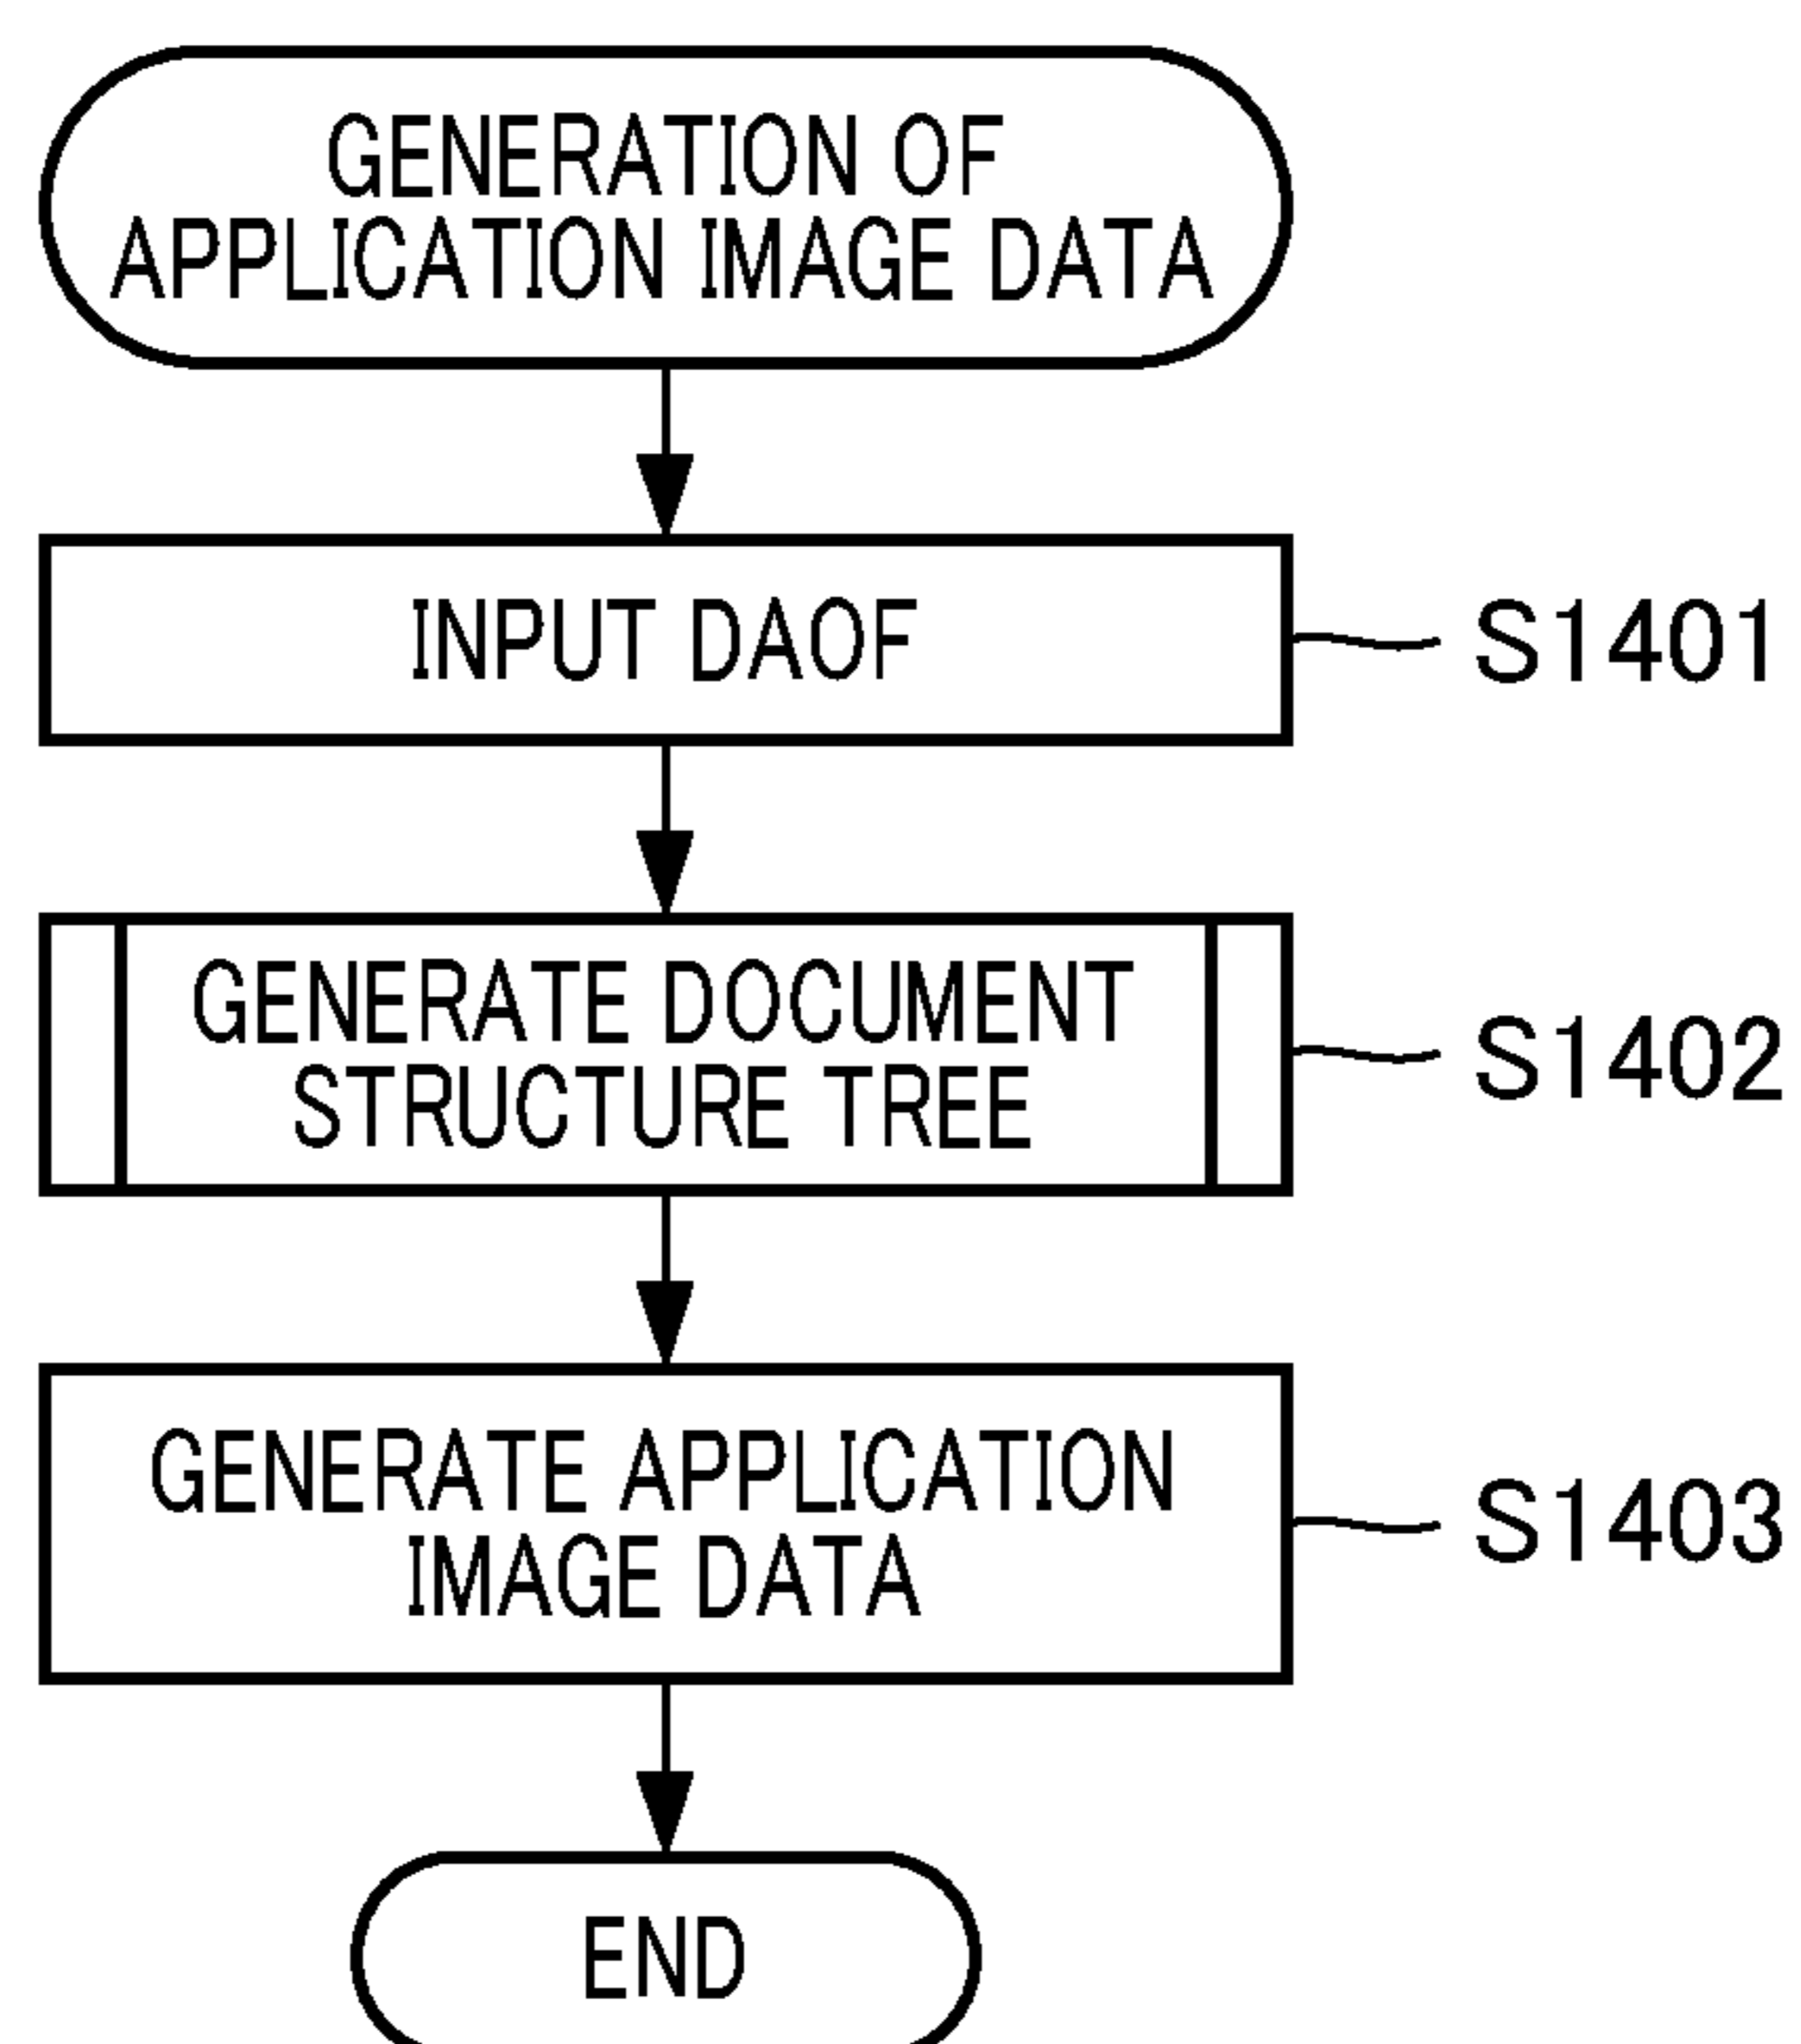 GENERATION OF
APPLICATION IMAGE DATA
INPUT DAOF
S1401
GENERATE DOCUMENT
STRUCTURE TREE
S1402
GENERATE APPLICATION
IMAGE DATA
S1403
END